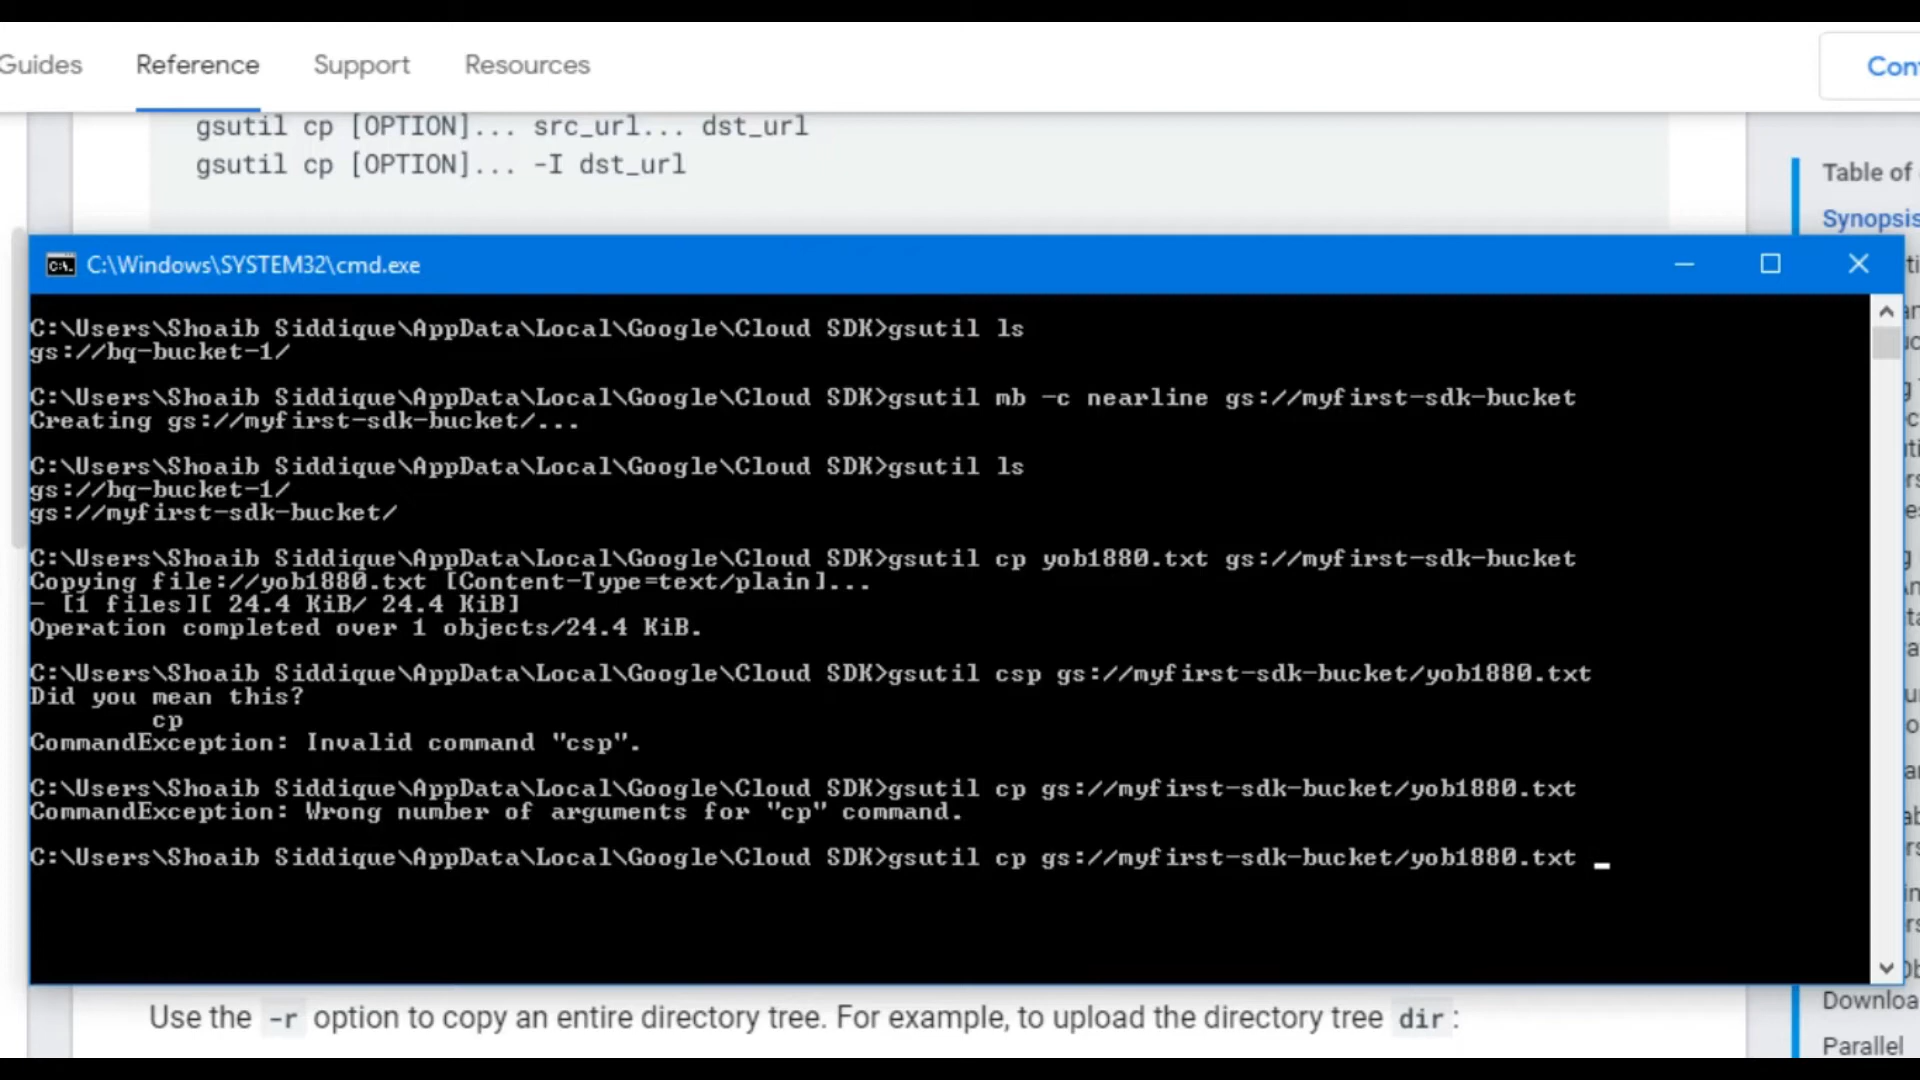 Guides Reference Support Resources
gsutil cp [OPTION]... src_url... dst_url
gsutil cp [OPTION]... -I dst_url
Table of
Synopsis
C:\Windows\SYSTEM32\cmd.exe
C:\Users\Shoaib Siddique\AppData\Local\Google\Cloud SDK>gsutil ls
gs://bq-bucket-1/
C:\Users\Shoaib Siddique\AppData\Local\Google\Cloud SDK>gsutil mb -c nearline gs://myfirst-sdk-bucket
Creating gs://myfirst-sdk-bucket/...
C:\Users\Shoaib Siddique\AppData\Local\Google\Cloud SDK>gsutil ls
gs://bq-bucket-1/
gs://myfirst-sdk-bucket/
C:\Users\Shoaib Siddique\AppData\Local\Google\Cloud SDK>gsutil cp yob1880.txt gs://myfirst-sdk-bucket
Copying file://yob1880.txt [Content-Type=text/plain]...
- [1 files][ 24.4 KiB/ 24.4 KiB]
Operation completed over 1 objects/24.4 KiB.
C:\Users\Shoaib Siddique\AppData\Local\Google\Cloud SDK>gsutil csp gs://myfirst-sdk-bucket/yob1880.txt
Did you mean this?
cp
CommandException: Invalid command "csp".
C:\Users\Shoaib Siddique\AppData\Local\Google\Cloud SDK>gsutil cp gs://myfirst-sdk-bucket/yob1880.txt
CommandException: Wrong number of arguments for "cp" command.
C:\Users\Shoaib Siddique\AppData\Local\Google\Cloud SDK>gsutil cp gs://myfirst-sdk-bucket/yob1880.txt _
Use the -r option to copy an entire directory tree. For example, to upload the directory tree dir:
Parallel